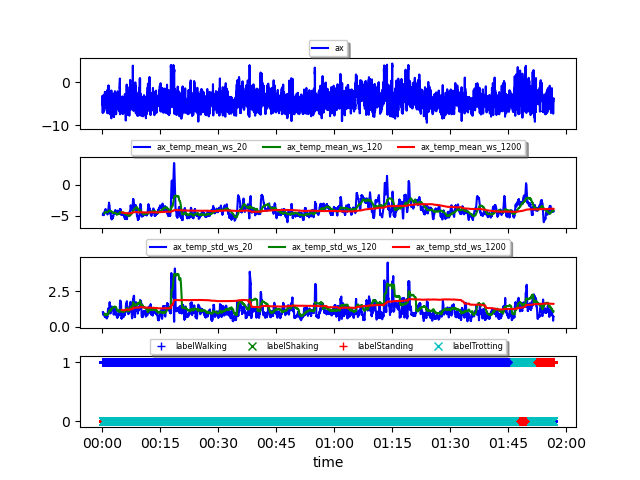 ax
0
−10
ax_temp_mean_ws_20 ax_temp_mean_ws_120 ax_temp_mean_ws_1200
0
−5
ax_temp_std_ws_20 ax_temp_std_ws_120 ax_temp_std_ws_1200
2.5
0.0
labelWalking labelShaking labelStanding labelTrotting
1
0
00:00 00:15 00:30 00:45 01:00 01:15 01:30 01:45 02:00
time